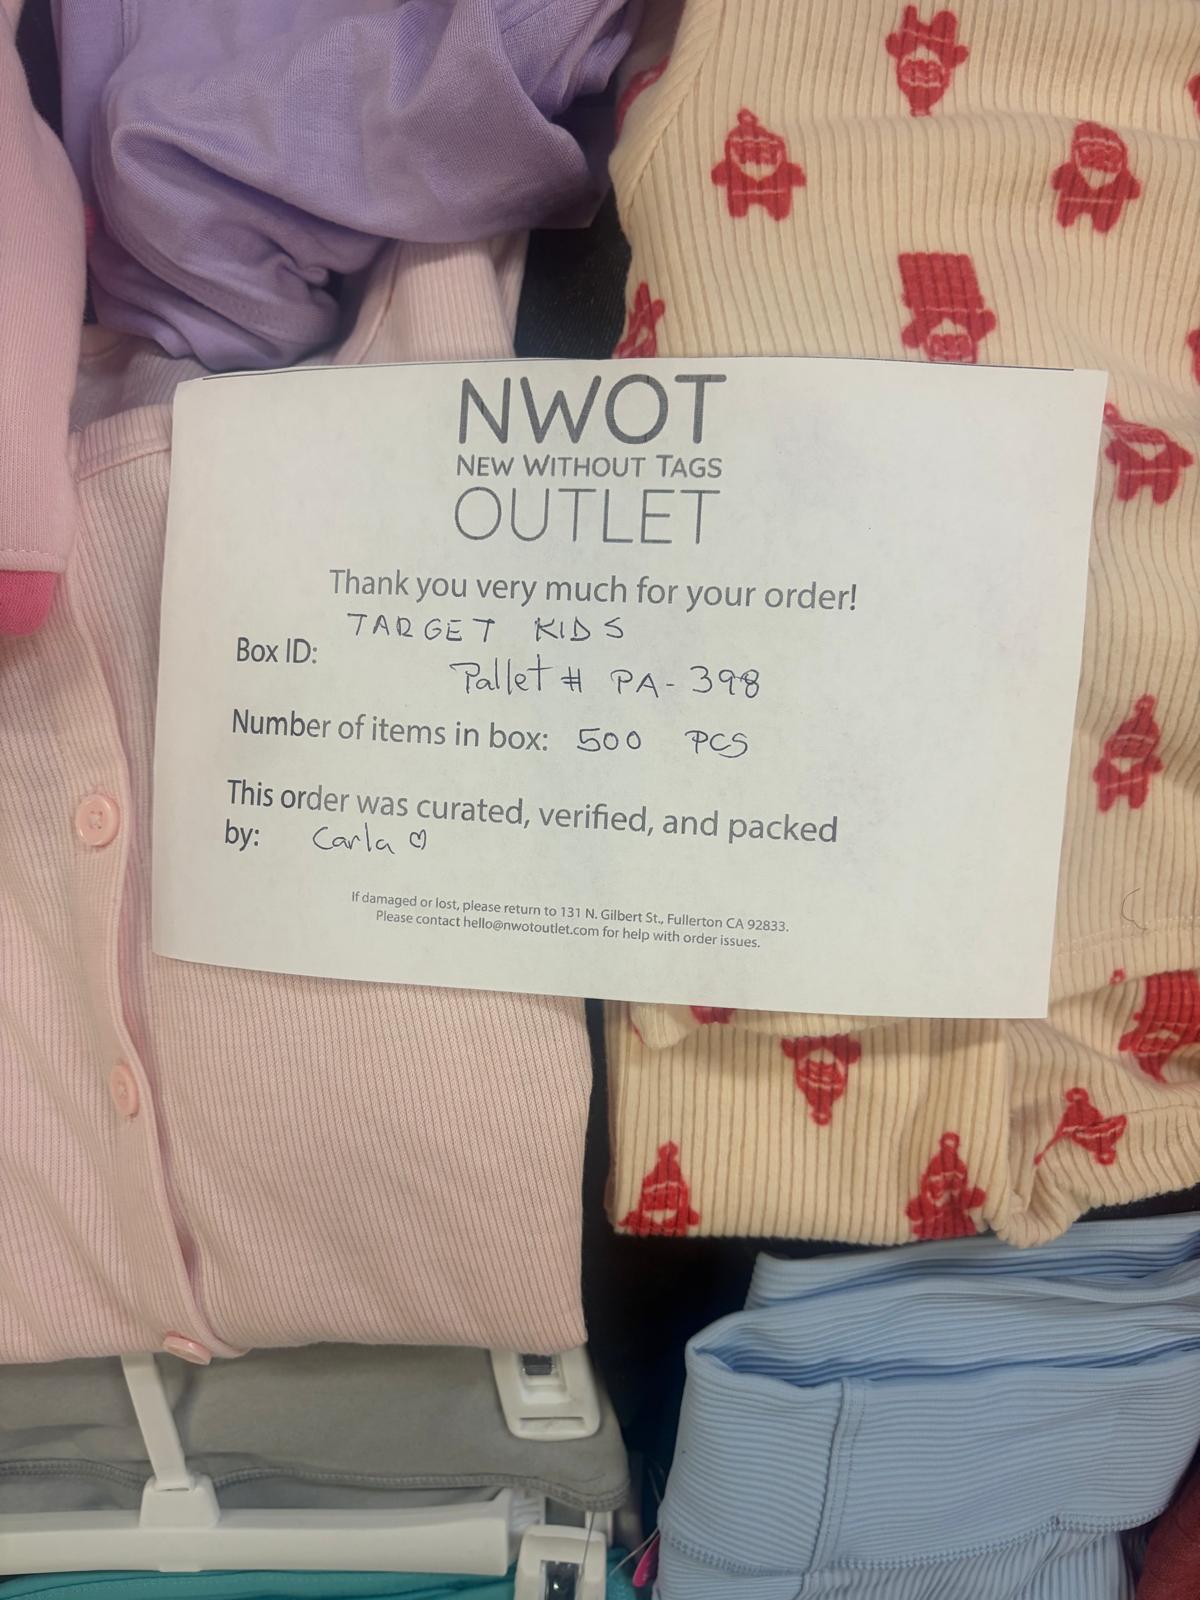 NWOT
NEW WITHOUT TAGS
OUTLET
Thank you very much for your order!
TARGET KIDS
Box ID:
Pallet # PA-398
Number of items in box: 500 PCS
This order was curated, verified, and packed
by: Carla ♡
If damaged or lost, please return to 131 N. Gilbert St., Fullerton CA 92833.
Please contact hello@nwotoutlet.com for help with order issues.